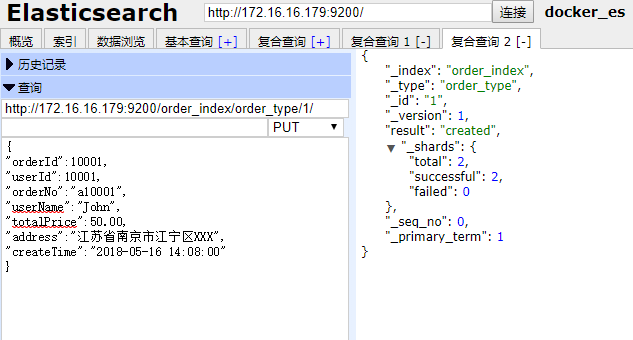 Elasticsearch http://172.16.16.179:9200/ 连接 docker_es
概览 索引 数据浏览 基本查询 [+] 复合查询 [+] 复合查询 1 [-] 复合查询 2 [-]
历史记录
查询
http://172.16.16.179:9200/order_index/order_type/1/
PUT
{
"orderId":10001,
"userId":10001,
"orderNo":"a10001",
"userName":"John",
"totalPrice":50.00,
"address":"江苏省南京市江宁区XXX",
"createTime":"2018-05-16 14:08:00"
}
{
"_index": "order_index",
"_type": "order_type",
"_id": "1",
"_version": 1,
"result": "created",
"_shards": {
"total": 2,
"successful": 2,
"failed": 0
},
"_seq_no": 0,
"_primary_term": 1
}